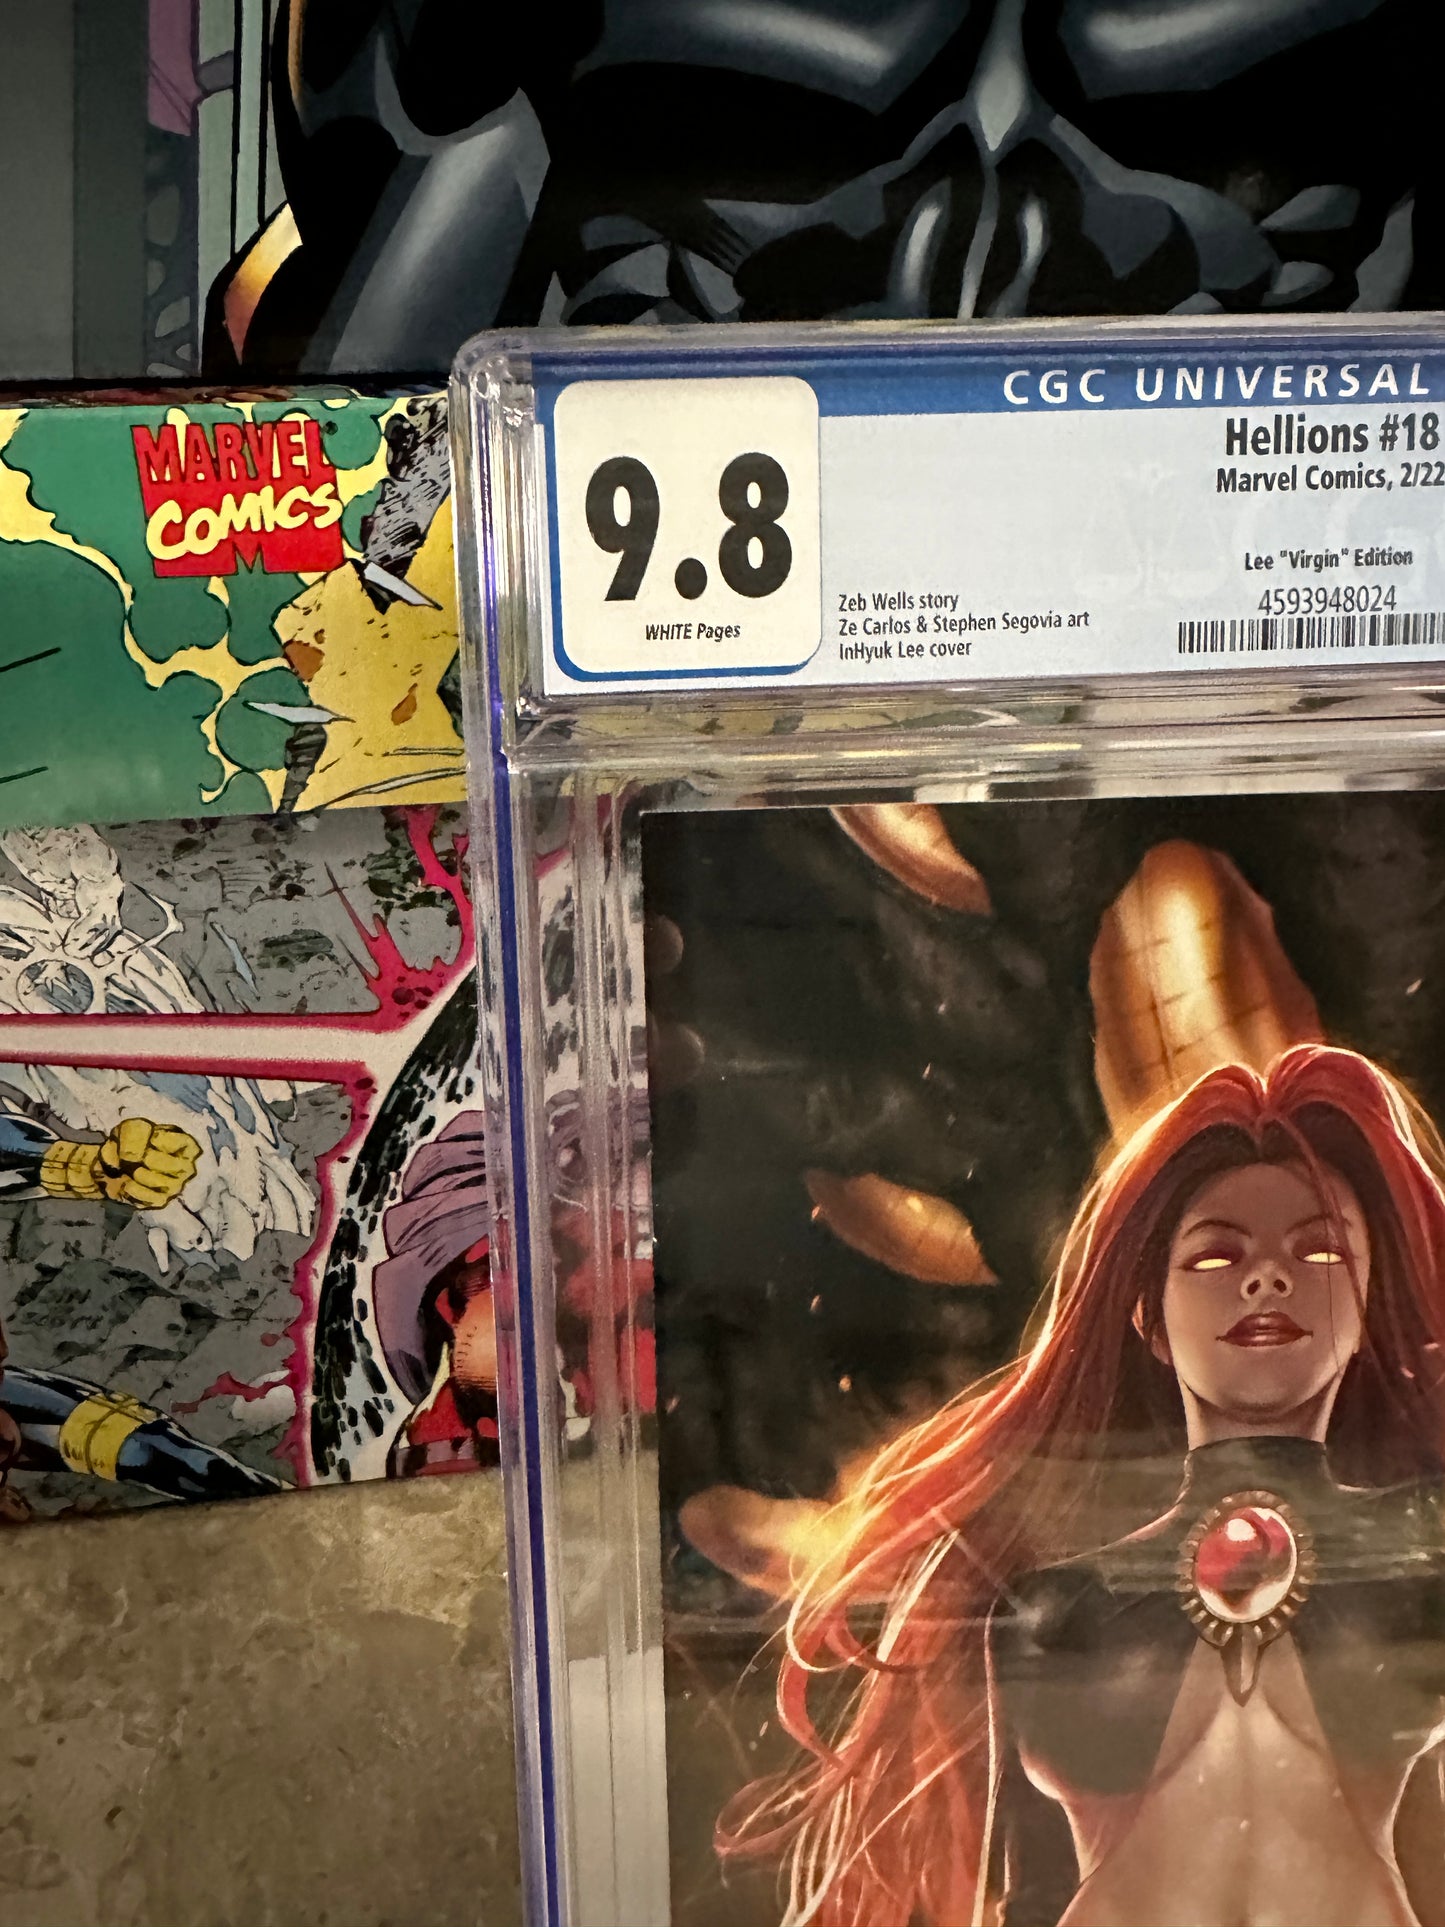 MARVEL
COMICS
M
CGC UNIVERSAL
9.8
WHITE Pages
Hellions #18
Marvel Comics, 2/22
Lee "Virgin" Edition
4593948024
Zeb Wells story
Ze Carlos & Stephen Segovia art
InHyuk Lee cover